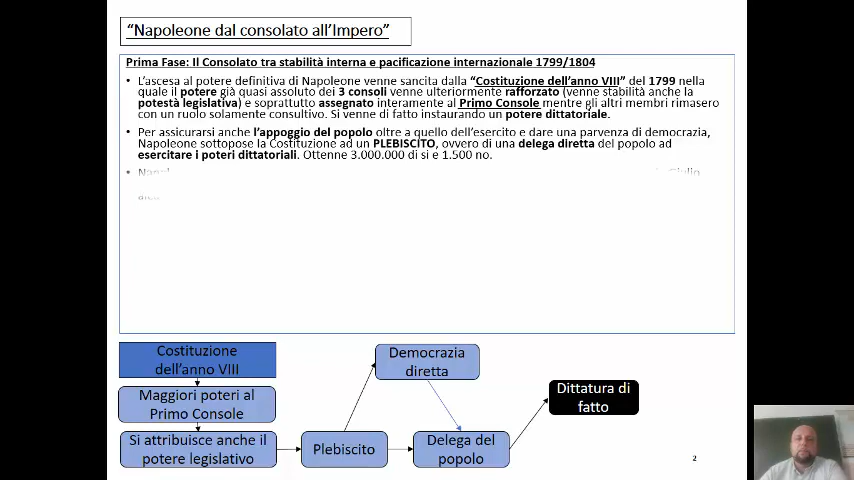 “Napoleone dal consolato all’Impero”
Prima Fase: Il Consolato tra stabilità interna e pacificazione internazionale 1799/1804
• L’ascesa al potere definitiva di Napoleone venne sancita dalla “Costituzione dell’anno VIII” del 1799 nella
quale il potere già quasi assoluto dei 3 consoli venne ulteriormente rafforzato (venne stabilità anche la
potestà legislativa) e soprattutto assegnato interamente al Primo Console mentre gli altri membri rimasero
con un ruolo solamente consultivo. Si venne di fatto instaurando un potere dittatoriale.
• Per assicurarsi anche l’appoggio del popolo oltre a quello dell’esercito e dare una parvenza di democrazia,
Napoleone sottopose la Costituzione ad un PLEBISCITO, ovvero di una delega diretta del popolo ad
esercitare i poteri dittatoriali. Ottenne 3.000.000 di si e 1.500 no.
Costituzione
dell’anno VIII
Maggiori poteri al
Primo Console
Si attribuisce anche il
potere legislativo
Plebiscito
Democrazia
diretta
Delega del
popolo
Dittatura di
fatto
2